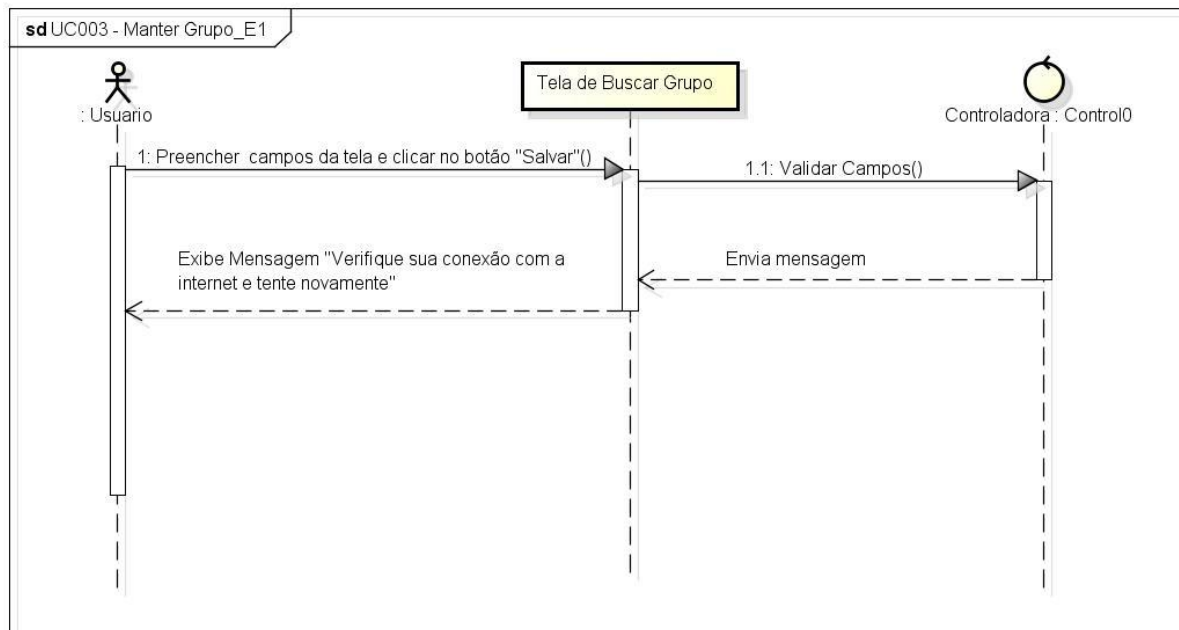 sd UC003 - Manter Grupo_E1
: Usuario
Tela de Buscar Grupo
Controladora : Control0
1: Preencher campos da tela e clicar no botão "Salvar"()
1.1: Validar Campos()
Exibe Mensagem "Verifique sua conexão com a
internet e tente novamente"
Envia mensagem